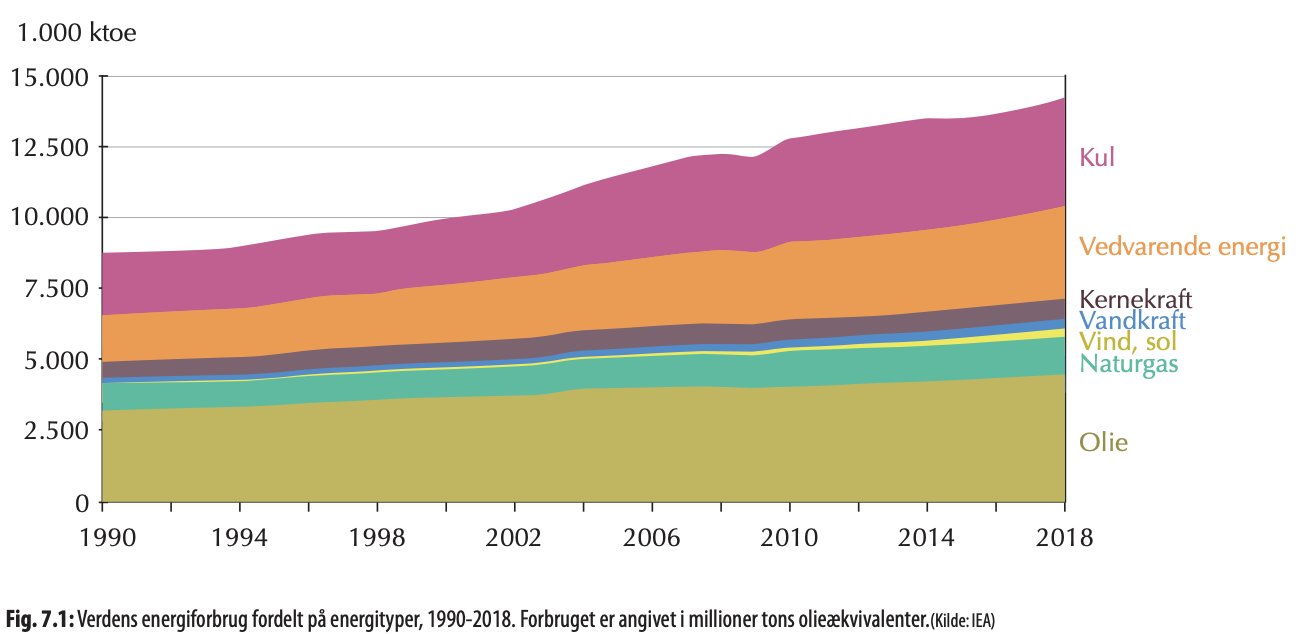 1.000 ktoe
15.000
12.500
10.000
7.500
5.000
2.500
0
1990
1994
1998
2002
2006
2010
2014
2018
Kul
Vedvarende energi
Kernekraft
Vandkraft
Vind, sol
Naturgas
Olie
Fig. 7.1: Verdens energiforbrug fordelt på energityper, 1990-2018. Forbruget er angivet i millioner tons olieækvivalenter.(Kilde: IEA)